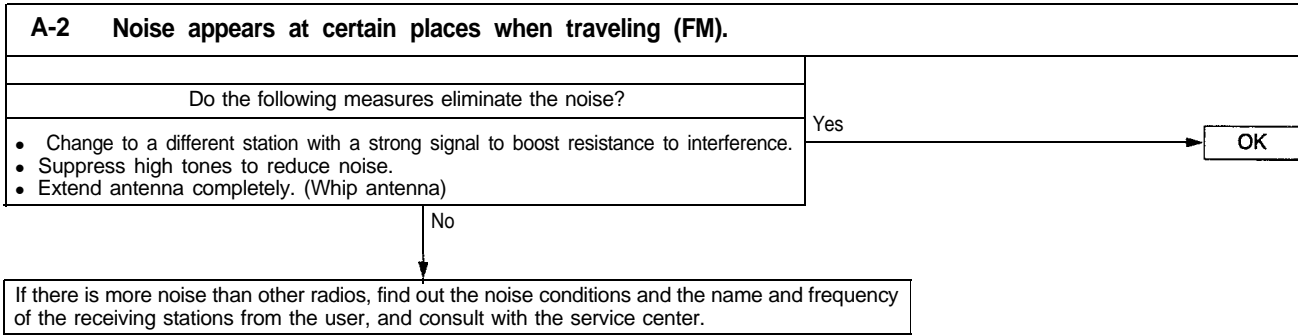 A-2 Noise appears at certain places when traveling (FM).
Do the following measures eliminate the noise?
• Change to a different station with a strong signal to boost resistance to interference.
• Suppress high tones to reduce noise.
• Extend antenna completely. (Whip antenna)
Yes
OK
No
If there is more noise than other radios, find out the noise conditions and the name and frequency
of the receiving stations from the user, and consult with the service center.